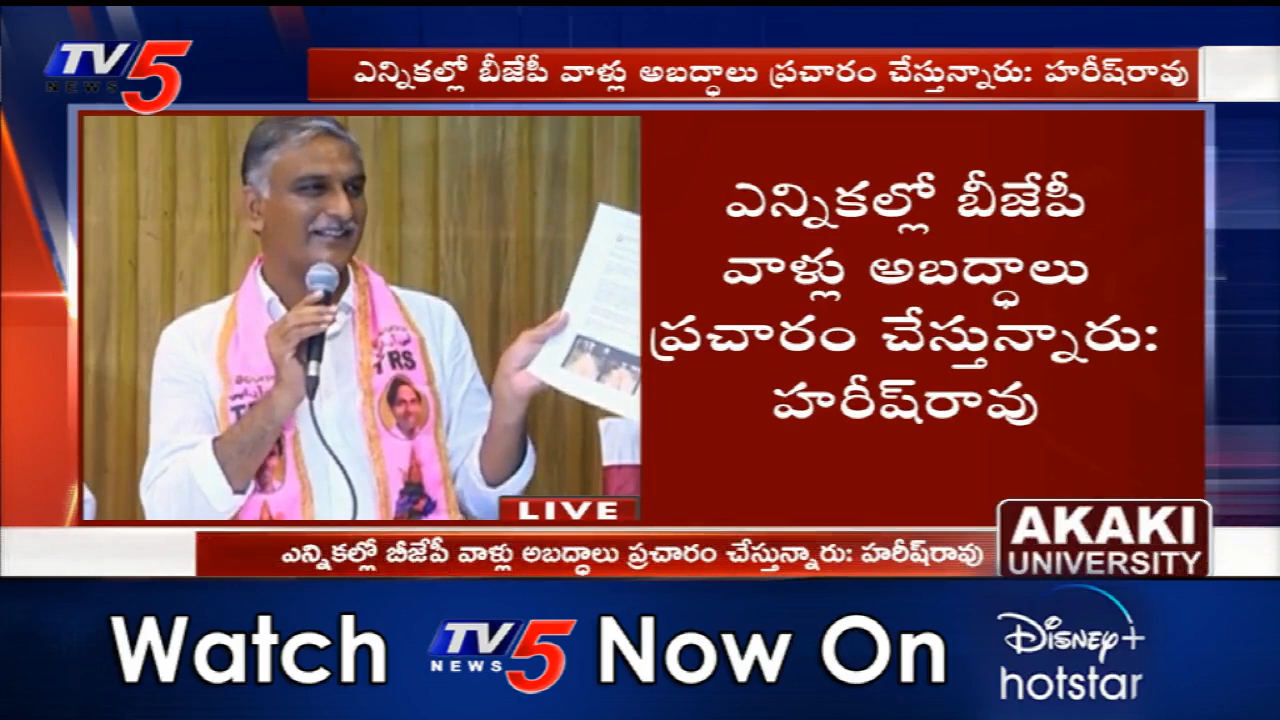 TV5
NEWS
ఎన్నికల్లో బీజేపీ వాళ్లు అబద్ధాలు ప్రచారం చేస్తున్నారు: హరీష్‌రావు
ఎన్నికల్లో బీజేపీ
వాళ్లు అబద్ధాలు
ప్రచారం చేస్తున్నారు:
హరీష్‌రావు
TRS
LIVE
ఎన్నికల్లో బీజేపీ వాళ్లు అబద్ధాలు ప్రచారం చేస్తున్నారు: హరీష్‌రావు
AKAKI
UNIVERSITY
Watch TV5 NEWS Now On Disney+ hotstar